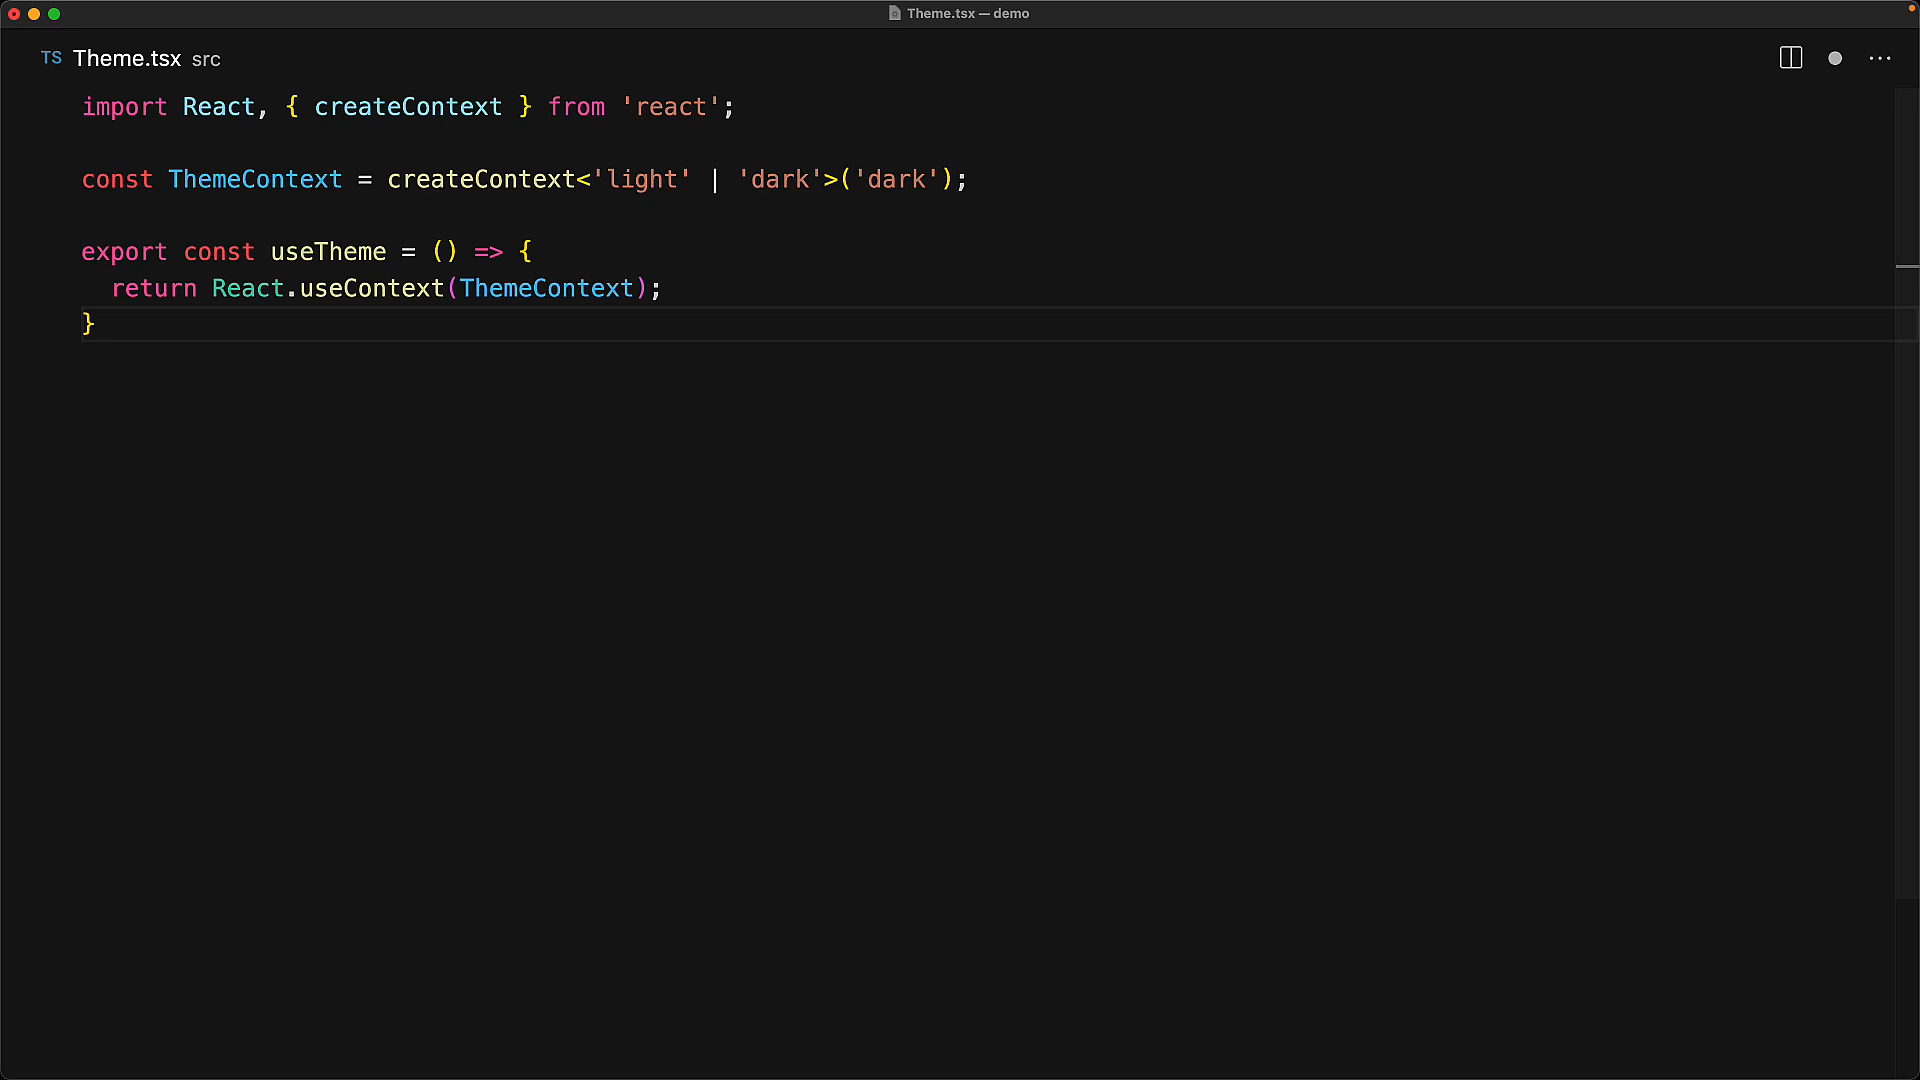 Theme.tsx — demo
TS Theme.tsx src
import React, { createContext } from 'react';
const ThemeContext = createContext<'light' | 'dark'>('dark');
export const useTheme = () => {
  return React.useContext(ThemeContext);
}